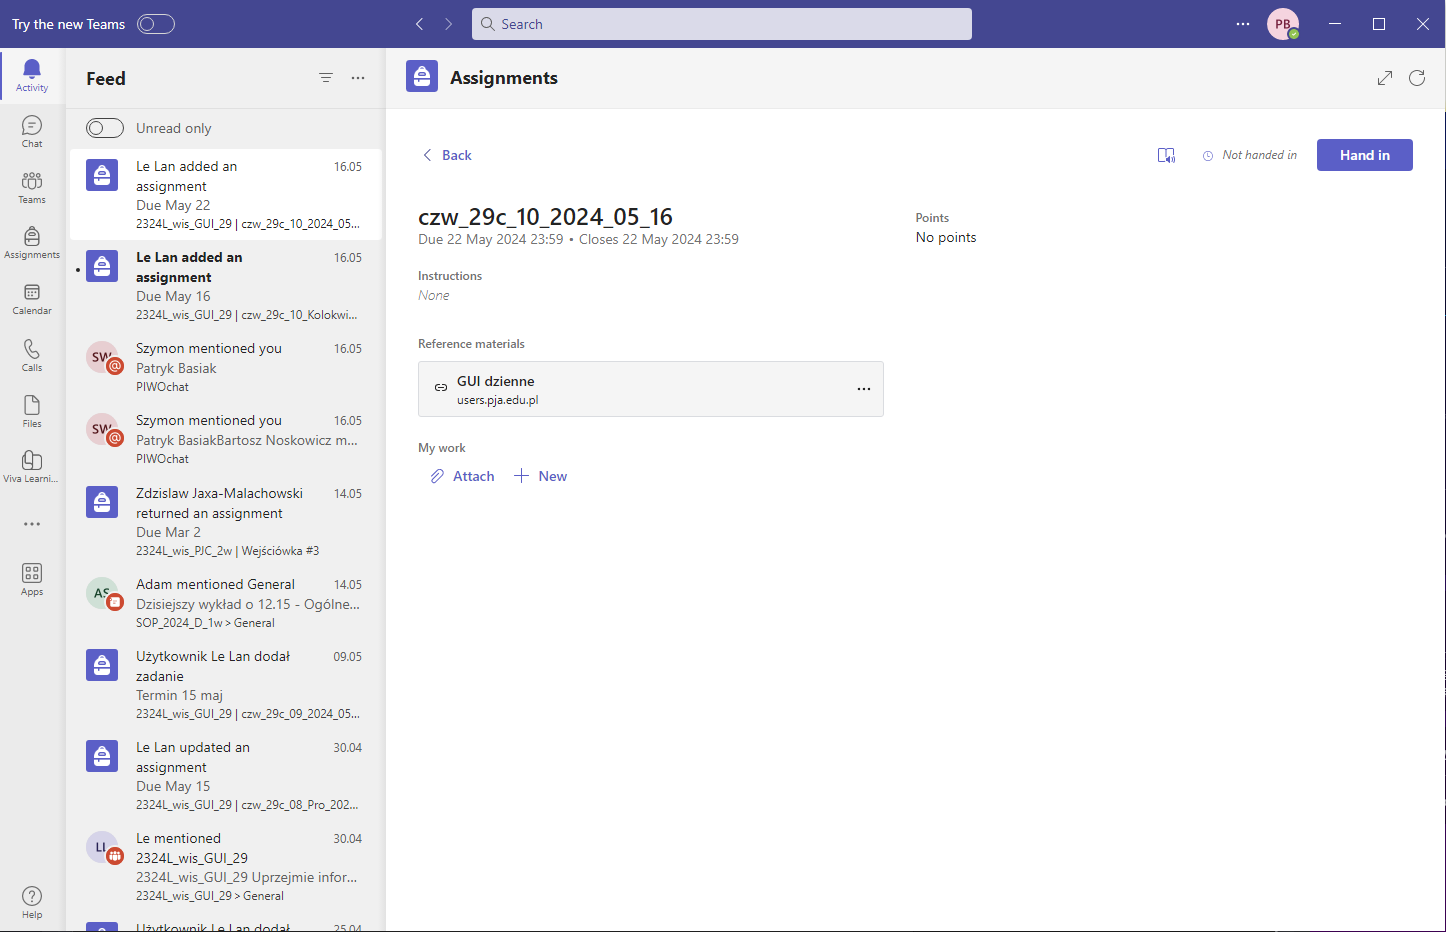 Try the new Teams
Search
PB
Activity
Chat
Teams
Assignments
Calendar
Calls
Files
Viva Learni...
Apps
Help
Feed
Unread only
Le Lan added an 16.05
assignment
Due May 22
2324L_wis_GUI_29 | czw_29c_10_2024_05...
Le Lan added an 16.05
assignment
Due May 16
2324L_wis_GUI_29 | czw_29c_10_Kolokwi...
SW
Szymon mentioned you 16.05
Patryk Basiak
PIWOchat
SW
Szymon mentioned you 16.05
Patryk BasiakBartosz Noskowicz m...
PIWOchat
Zdzislaw Jaxa-Malachowski 14.05
returned an assignment
Due Mar 2
2324L_wis_PJC_2w | Wejściówka #3
AS
Adam mentioned General 14.05
Dzisiejszy wykład o 12.15 - Ogólne...
SOP_2024_D_1w > General
Użytkownik Le Lan dodał 09.05
zadanie
Termin 15 maj
2324L_wis_GUI_29 | czw_29c_09_2024_05...
Le Lan updated an 30.04
assignment
Due May 15
2324L_wis_GUI_29 | czw_29c_08_Pro_202...
LL
Le mentioned 30.04
2324L_wis_GUI_29
2324L_wis_GUI_29 Uprzejmie infor...
2324L_wis_GUI_29 > General
Użytkownik Le Lan dodał 25.04
Assignments
Back
Not handed in
Hand in
czw_29c_10_2024_05_16
Due 22 May 2024 23:59 • Closes 22 May 2024 23:59
Points
No points
Instructions
None
Reference materials
GUI dzienne
users.pja.edu.pl
My work
Attach
New